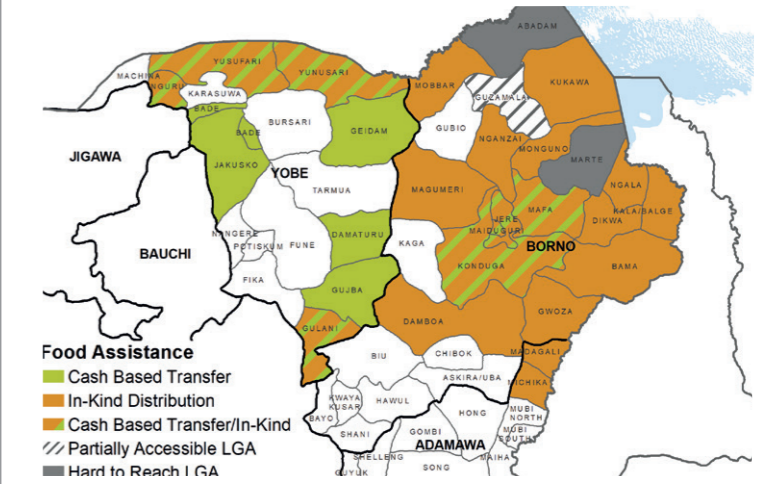 ABADAM
YUSUFARI
YUNUSARI
MACHINA
NGURU
KARASUWA
MOBBAR
GUZAMALA
KUKAWA
BADE
BADE
BURSARI
GEIDAM
GUBIO
NGANZAI
MONGUNO
MARTE
JIGAWA
JAKUSKO
YOBE
TARMUA
MAGUMERI
NGALA
JERE
MAFA
DIKWA
KALA/BALGE
MAIDUGURI
BORNO
NANGERE
POTISKUM
FUNE
DAMATURU
KAGA
BAUCHI
KONDUGA
BAMA
FIKA
GUJBA
GULANI
DAMBOA
GWOZA
BIU
CHIBOK
MADAGALI
ASKIRA/UBA
MICHIKA
KWAYA
KUSAR
HAWUL
BAYO
HONG
MUBI
NORTH
SHANI
GOMBI
ADAMAWA
MUBI
SOUTH
SHELLENG
SONG
MAIHA
GUYUK
Food Assistance
Cash Based Transfer
In-Kind Distribution
Cash Based Transfer/In-Kind
Partially Accessible LGA
Hard to Reach LGA